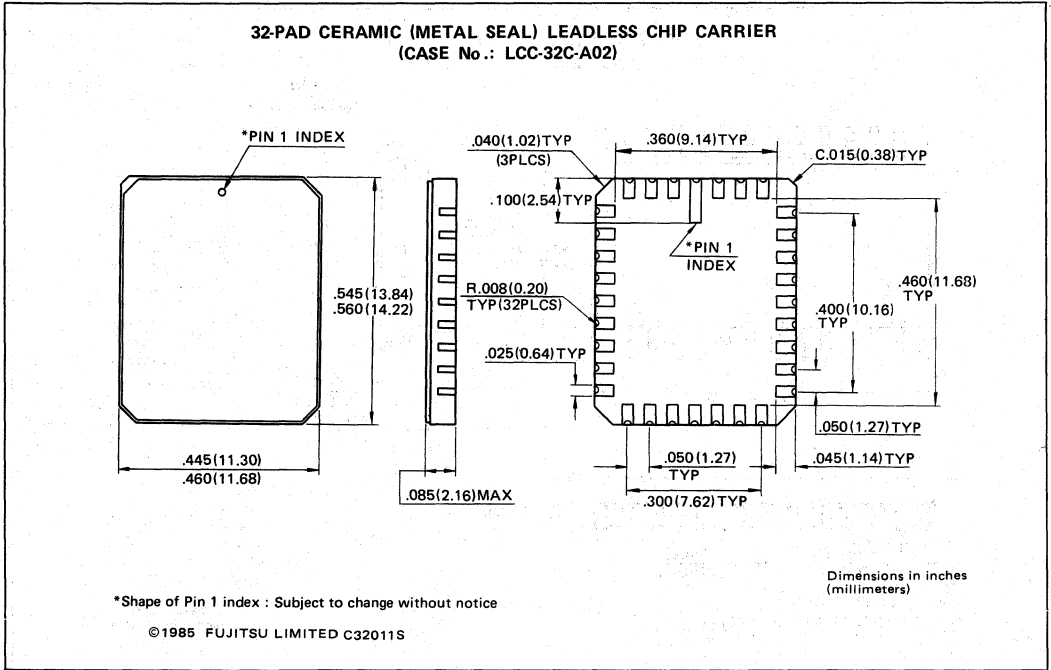 32-PAD CERAMIC (METAL SEAL) LEADLESS CHIP CARRIER
(CASE No.: LCC-32C-A02)
*PIN 1 INDEX
.545(13.84)
.560(14.22)
.445(11.30)
.460(11.68)
.085(2.16)MAX
.040(1.02)TYP
(3PLCS)
.360(9.14)TYP
C.015(0.38)TYP
.100(2.54)TYP
*PIN 1
INDEX
R.008(0.20)
TYP(32PLCS)
.025(0.64)TYP
.460(11.68)
TYP
.400(10.16)
TYP
.050(1.27)TYP
.045(1.14)TYP
.050(1.27)
TYP
.300(7.62)TYP
Dimensions in inches
(millimeters)
*Shape of Pin 1 index : Subject to change without notice
©1985 FUJITSU LIMITED C32011S